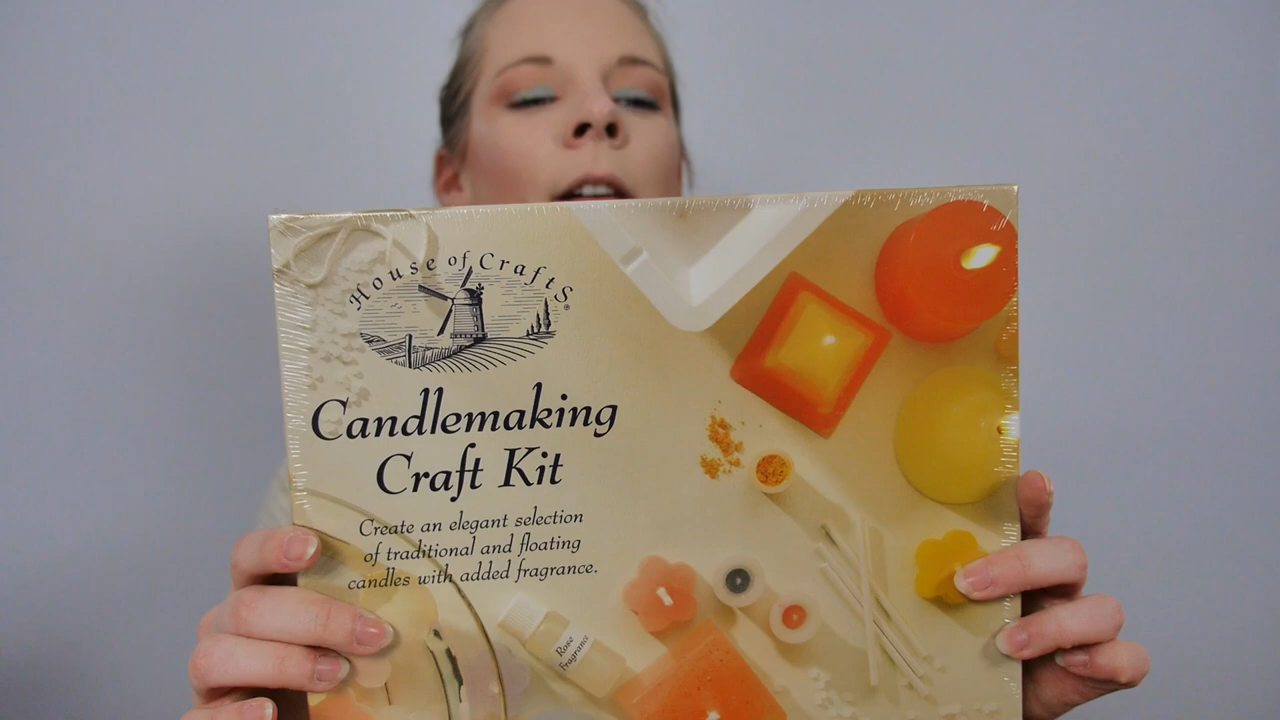 House of Crafts®
Candlemaking
Craft Kit
Create an elegant selection
of traditional and floating
candles with added fragrance.
Rose
Fragrance